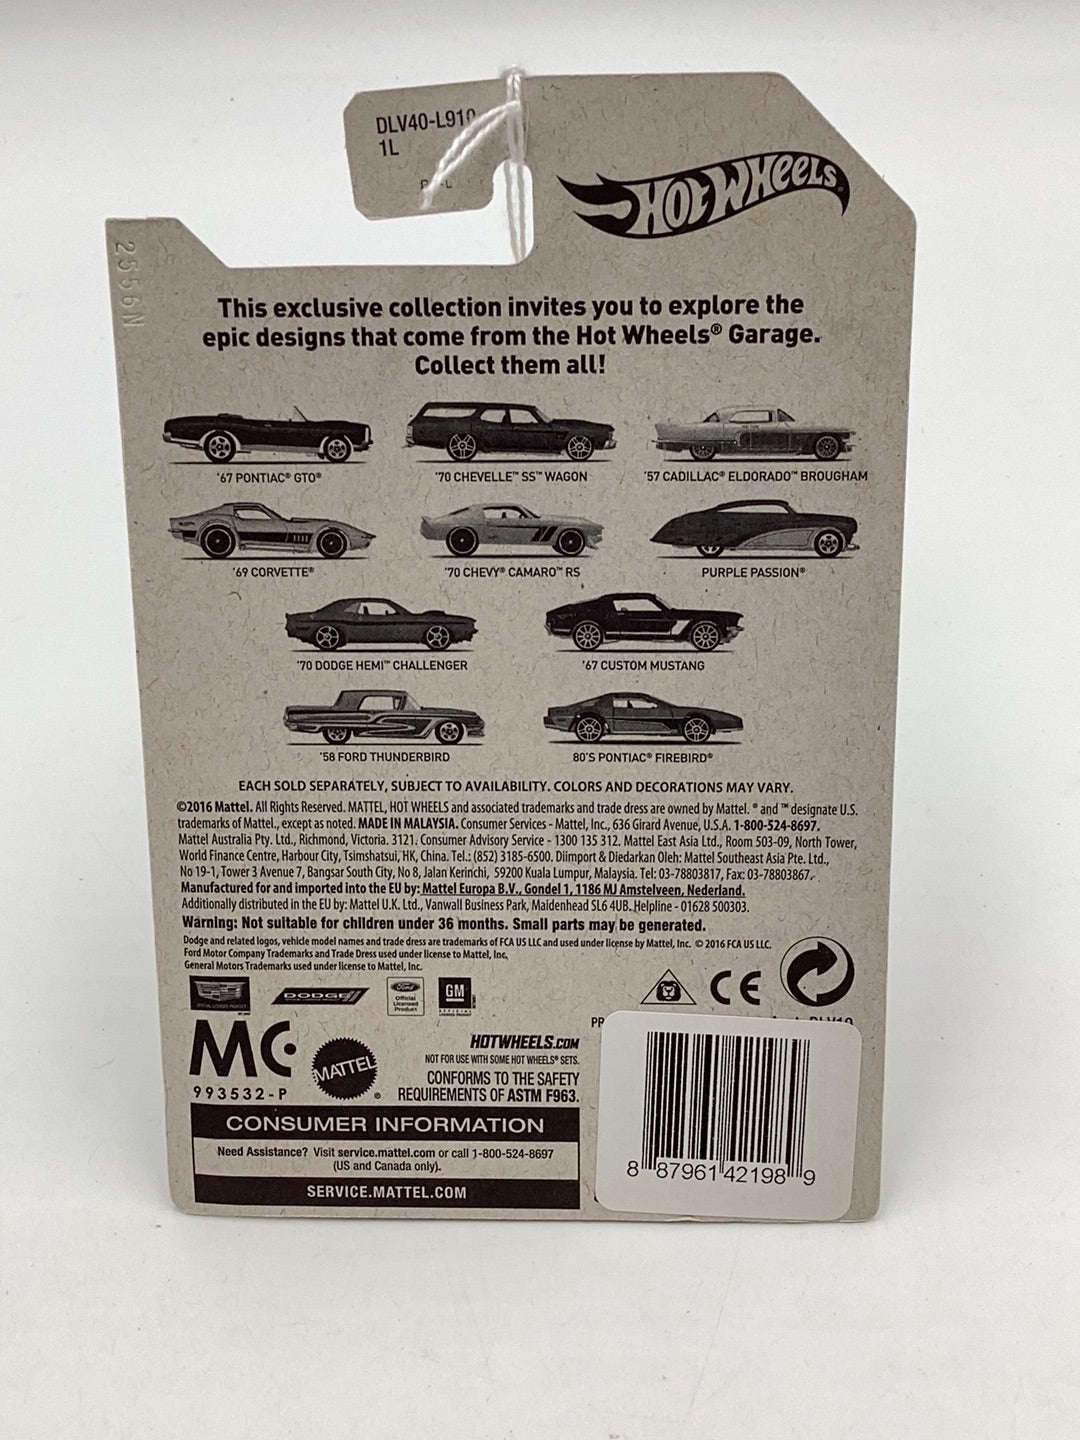 DLV40-L910
1L
HOT WHEELS®
2556N
This exclusive collection invites you to explore the
epic designs that come from the Hot Wheels® Garage.
Collect them all!
'67 PONTIAC® GTO®
'70 CHEVELLE™ SS™ WAGON
'57 CADILLAC® ELDORADO™ BROUGHAM
'69 CORVETTE®
'70 CHEVY® CAMARO™ RS
PURPLE PASSION®
'70 DODGE HEMI™ CHALLENGER
'67 CUSTOM MUSTANG
'58 FORD THUNDERBIRD
80'S PONTIAC® FIREBIRD®
EACH SOLD SEPARATELY, SUBJECT TO AVAILABILITY. COLORS AND DECORATIONS MAY VARY.
©2016 Mattel. All Rights Reserved. MATTEL, HOT WHEELS and associated trademarks and trade dress are owned by Mattel. ® and ™ designate U.S.
trademarks of Mattel., except as noted. MADE IN MALAYSIA. Consumer Services - Mattel, Inc., 636 Girard Avenue, U.S.A. 1-800-524-8697.
Mattel Australia Pty. Ltd., Richmond, Victoria. 3121. Consumer Advisory Service - 1300 135 312. Mattel East Asia Ltd., Room 503-09, North Tower,
World Finance Centre, Harbour City, Tsimshatsui, HK, China. Tel.: (852) 3185-6500. Diimport & Diedarkan Oleh: Mattel Southeast Asia Pte. Ltd.,
No 19-1, Tower 3 Avenue 7, Bangsar South City, No 8, Jalan Kerinchi, 59200 Kuala Lumpur, Malaysia. Tel: 03-78803817, Fax: 03-78803867.
Manufactured for and imported into the EU by: Mattel Europa B.V., Gondel 1, 1186 MJ Amstelveen, Nederland.
Additionally distributed in the EU by: Mattel U.K. Ltd., Vanwall Business Park, Maidenhead SL6 4UB. Helpline - 01628 500303.
Warning: Not suitable for children under 36 months. Small parts may be generated.
Dodge and related logos, vehicle model names and trade dress are trademarks of FCA US LLC and used under license by Mattel, Inc. © 2016 FCA US LLC.
Ford Motor Company Trademarks and Trade Dress used under license to Mattel, Inc.
General Motors Trademarks used under license to Mattel, Inc.
DODGE
Ford
Official
Licensed
Product
GM
CE
MC
993532-P
MATTEL®
HOTWHEELS.COM
NOT FOR USE WITH SOME HOT WHEELS® SETS.
CONFORMS TO THE SAFETY
REQUIREMENTS OF ASTM F963.
CONSUMER INFORMATION
Need Assistance? Visit service.mattel.com or call 1-800-524-8697
(US and Canada only).
SERVICE.MATTEL.COM
8 87961 42198 9